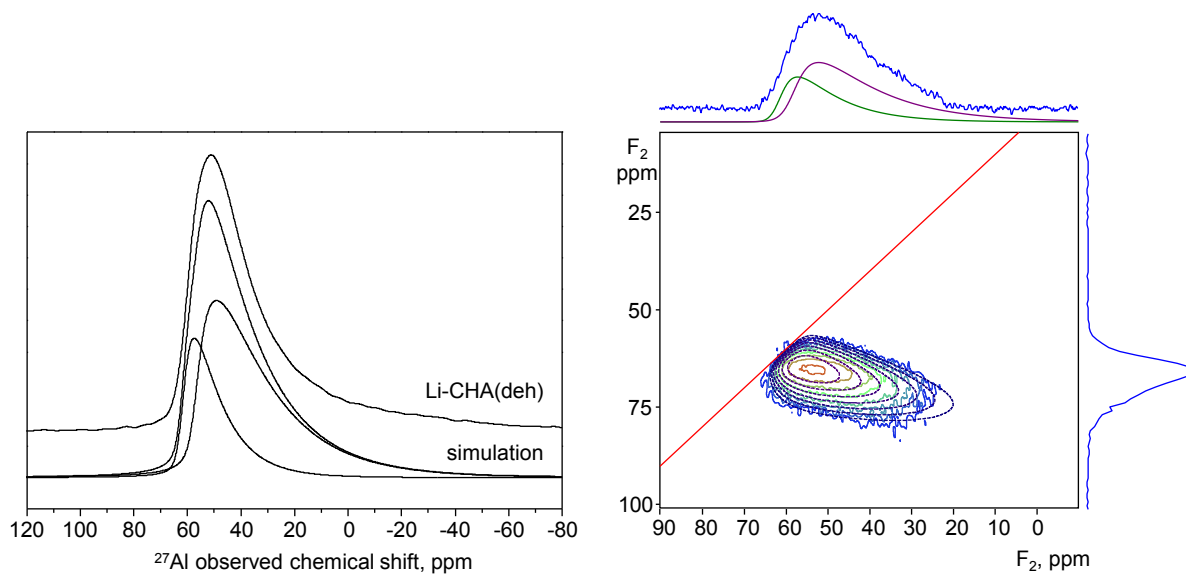 Li-CHA(deh)
simulation
120 100 80 60 40 20 0 -20 -40 -60 -80
²⁷Al observed chemical shift, ppm
F₂
ppm
25
50
75
100
90 80 70 60 50 40 30 20 10 0
F₂, ppm